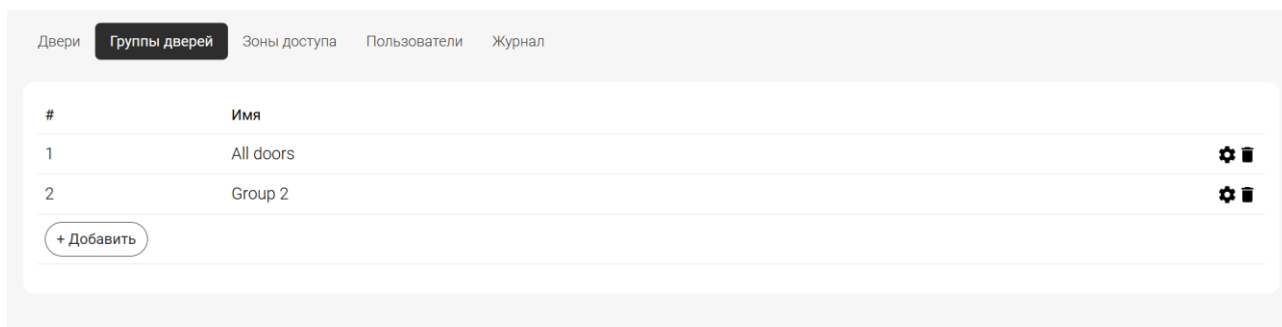 Двери Группы дверей Зоны доступа Пользователи Журнал
# Имя
1 All doors
2 Group 2
+ Добавить